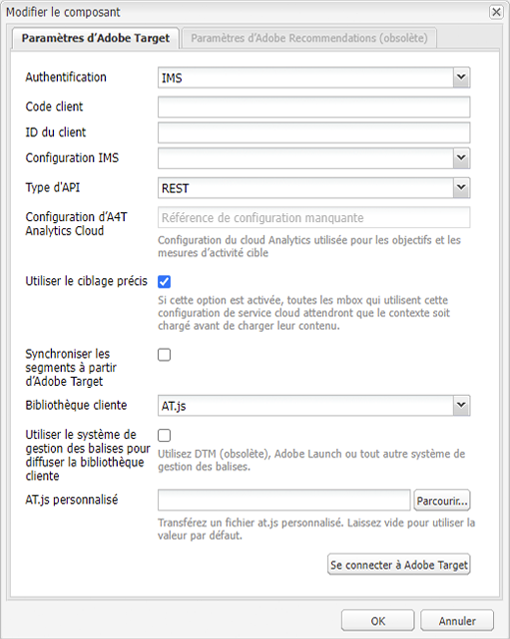 Modifier le composant
Paramètres d’Adobe Target
Paramètres d’Adobe Recommendations (obsolète)
Authentification
IMS
Code client
ID du client
Configuration IMS
Type d'API
REST
Configuration d’A4T
Analytics Cloud
Référence de configuration manquante
Configuration du cloud Analytics utilisée pour les objectifs et les
mesures d’activité cible
Utiliser le ciblage précis
Si cette option est activée, toutes les mbox qui utilisent cette
configuration de service cloud attendront que le contexte soit
chargé avant de charger leur contenu.
Synchroniser les
segments à partir
d’Adobe Target
Bibliothèque cliente
AT.js
Utiliser le système de
gestion des balises pour
diffuser la bibliothèque
cliente
Utilisez DTM (obsolète), Adobe Launch ou tout autre système de
gestion des balises.
AT.js personnalisé
Parcourir...
Transférez un fichier at.js personnalisé. Laissez vide pour utiliser la
valeur par défaut.
Se connecter à Adobe Target
OK
Annuler